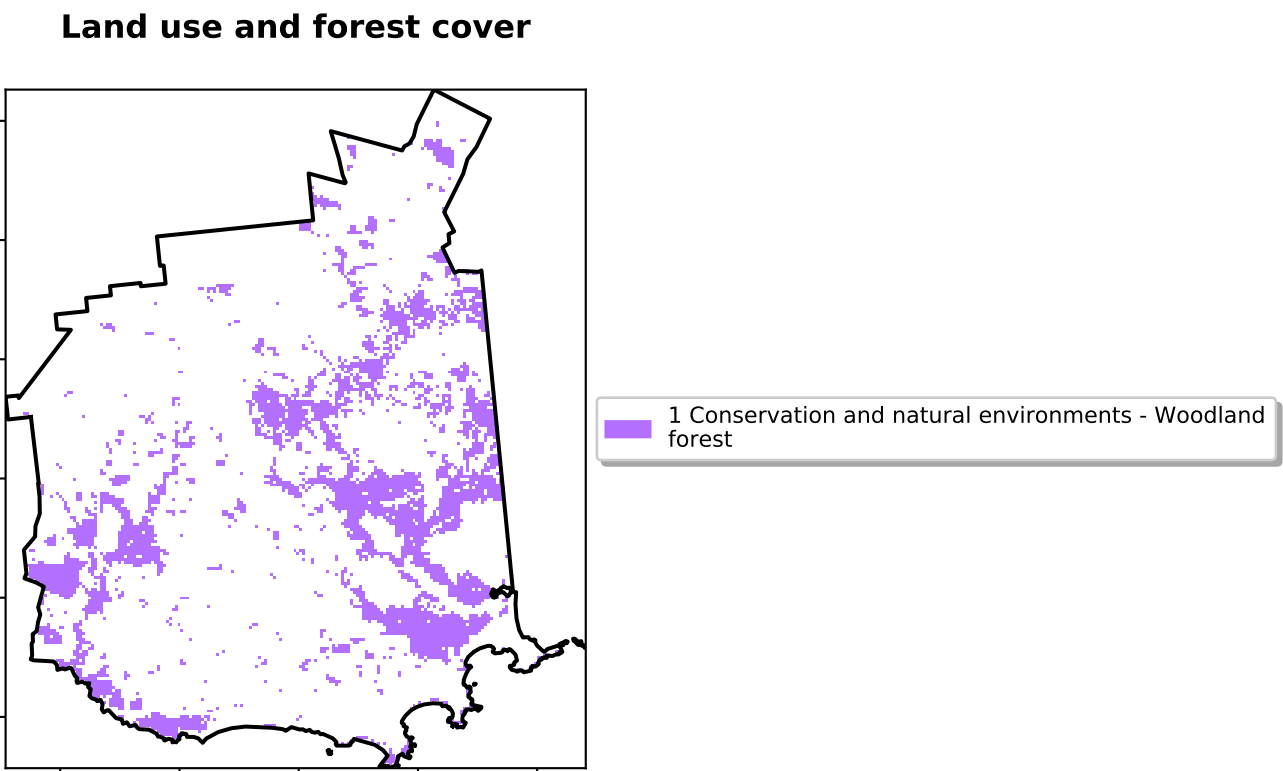 Land use and forest cover
1 Conservation and natural environments - Woodland
forest